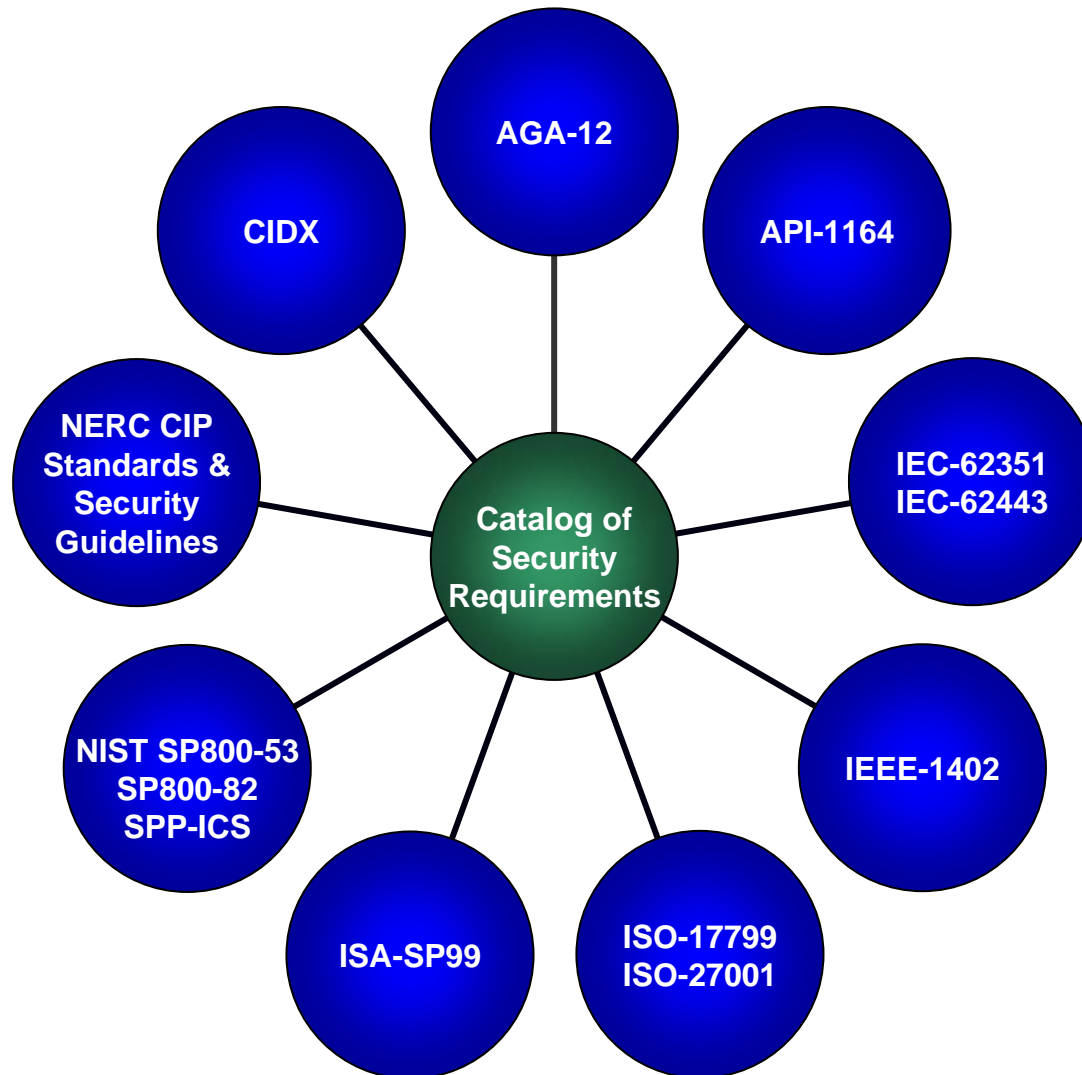 AGA-12
CIDX
API-1164
NERC CIP
Standards &
Security
Guidelines
IEC-62351
IEC-62443
Catalog of
Security
Requirements
NIST SP800-53
SP800-82
SPP-ICS
IEEE-1402
ISA-SP99
ISO-17799
ISO-27001